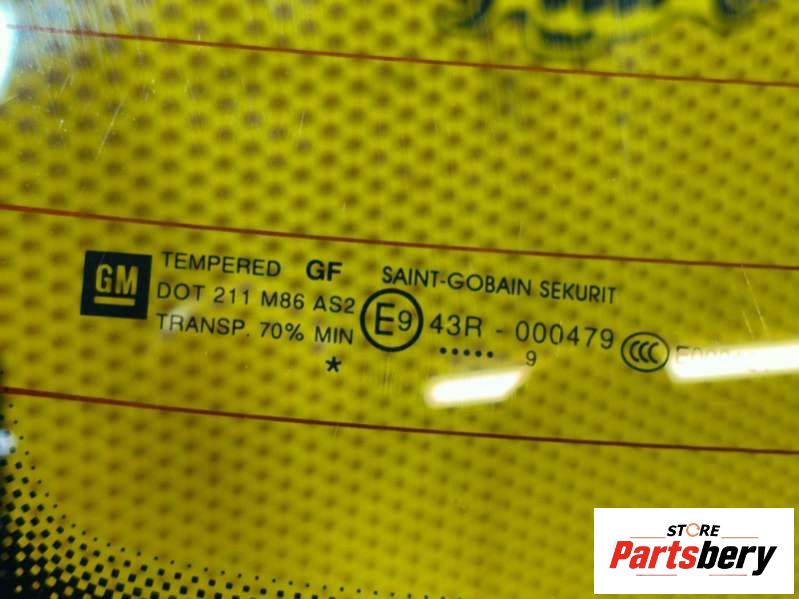 GM
TEMPERED GF
DOT 211 M86 AS2
TRANSP. 70% MIN
*
SAINT-GOBAIN SEKURIT
E9 43R - 000479
..... 9
CCC
STORE
Partsbery